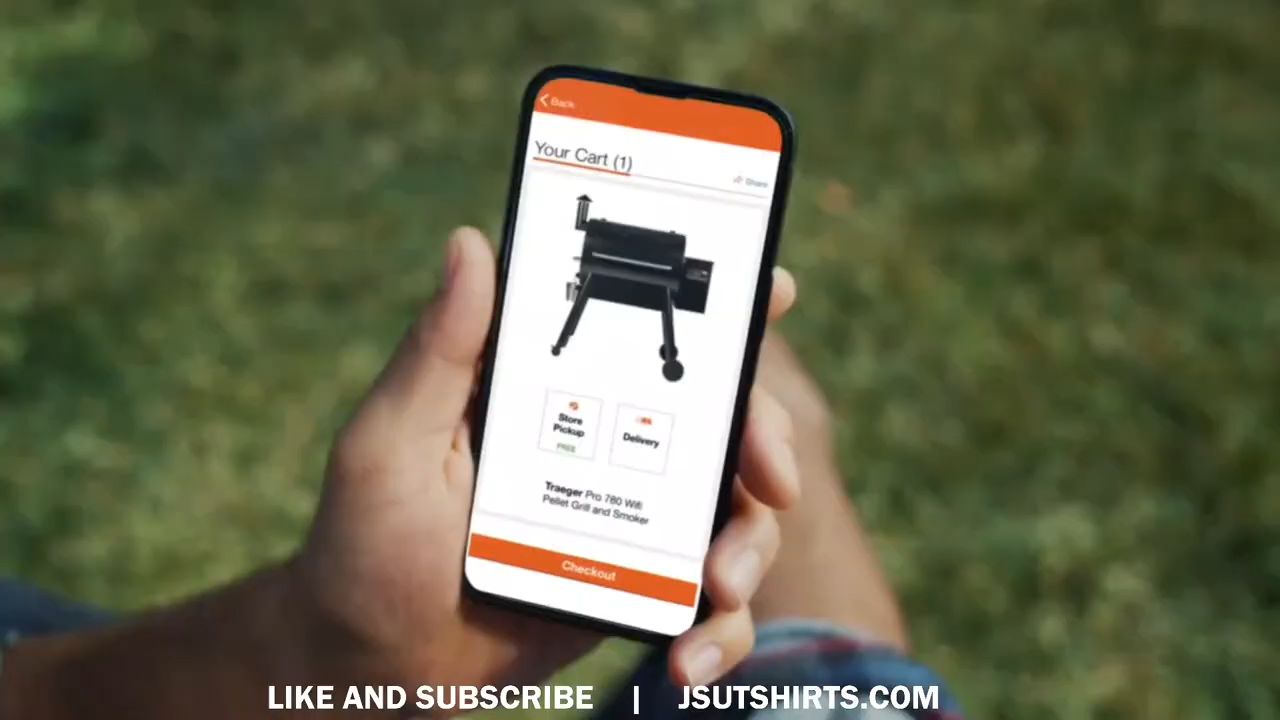 Back
Your Cart (1)
Share
Store
Pickup
FREE
Delivery
Traeger Pro 780 Wifi
Pellet Grill and Smoker
Checkout
LIKE AND SUBSCRIBE | JSUTSHIRTS.COM